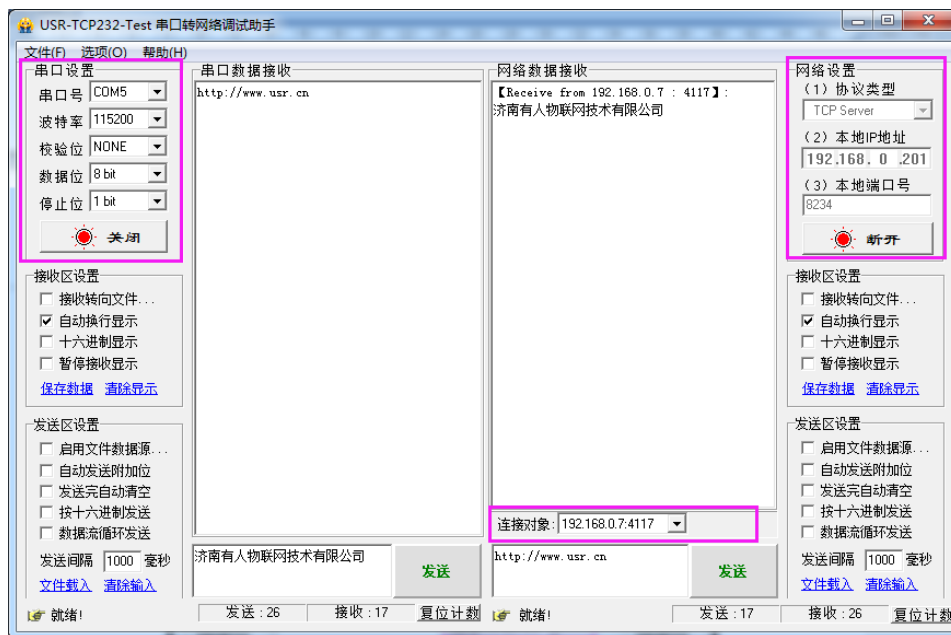 USR-TCP232-Test 串口转网络调试助手
文件(F) 选项(O) 帮助(H)
串口设置
串口号 COM5
波特率 115200
校验位 NONE
数据位 8 bit
停止位 1 bit
关闭
接收区设置
接收转向文件...
自动换行显示
十六进制显示
暂停接收显示
保存数据 清除显示
发送区设置
启用文件数据源...
自动发送附加位
发送完自动清空
按十六进制发送
数据流循环发送
发送间隔 1000 毫秒
文件载入 清除输入
串口数据接收
http://www.usr.cn
济南有人物联网技术有限公司
发送
网络数据接收
【Receive from 192.168.0.7 : 4117】:
济南有人物联网技术有限公司
连接对象: 192.168.0.7:4117
http://www.usr.cn
发送
网络设置
(1) 协议类型
TCP Server
(2) 本地IP地址
192.168. 0 .201
(3) 本地端口号
8234
断开
接收区设置
接收转向文件...
自动换行显示
十六进制显示
暂停接收显示
保存数据 清除显示
发送区设置
启用文件数据源...
自动发送附加位
发送完自动清空
按十六进制发送
数据流循环发送
发送间隔 1000 毫秒
文件载入 清除输入
就绪! 发送:26 接收:17 复位计数
就绪! 发送:17 接收:26 复位计数